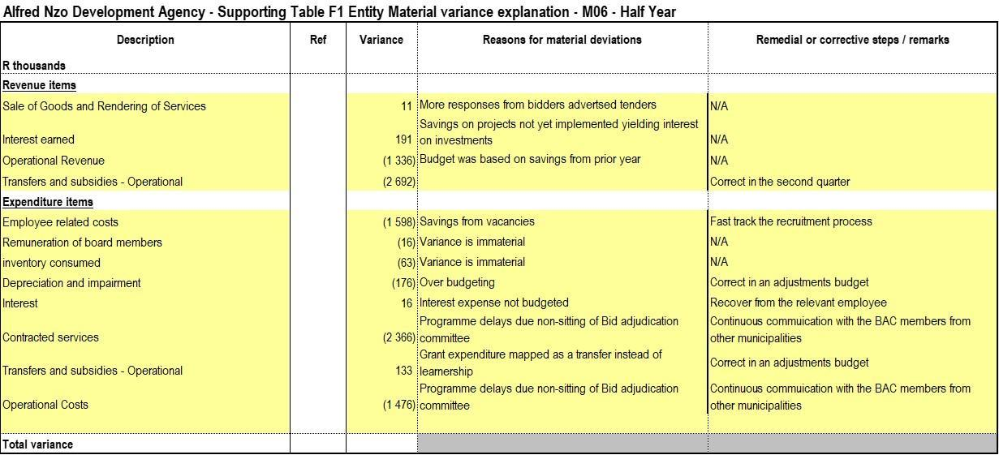 Alfred Nzo Development Agency - Supporting Table F1 Entity Material variance explanation - M06 - Half Year
Description Ref Variance Reasons for material deviations Remedial or corrective steps / remarks
R thousands
Revenue items
Sale of Goods and Rendering of Services 11 More responses from bidders advertsed tenders N/A
Interest earned 191 Savings on projects not yet implemented yielding interest
on investments N/A
Operational Revenue (1 336) Budget was based on savings from prior year N/A
Transfers and subsidies - Operational (2 692) Correct in the second quarter
Expenditure items
Employee related costs (1 598) Savings from vacancies Fast track the recruitment process
Remuneration of board members (16) Variance is immaterial N/A
inventory consumed (63) Variance is immaterial N/A
Depreciation and impairment (176) Over budgeting Correct in an adjustments budget
Interest 16 Interest expense not budgeted Recover from the relevant employee
Contracted services (2 366) Programme delays due non-sitting of Bid adjudication
committee Continuous commuication with the BAC members from
other municipalities
Transfers and subsidies - Operational 133 Grant expenditure mapped as a transfer instead of
learnership Correct in an adjustments budget
Operational Costs (1 476) Programme delays due non-sitting of Bid adjudication
committee Continuous commuication with the BAC members from
other municipalities
Total variance